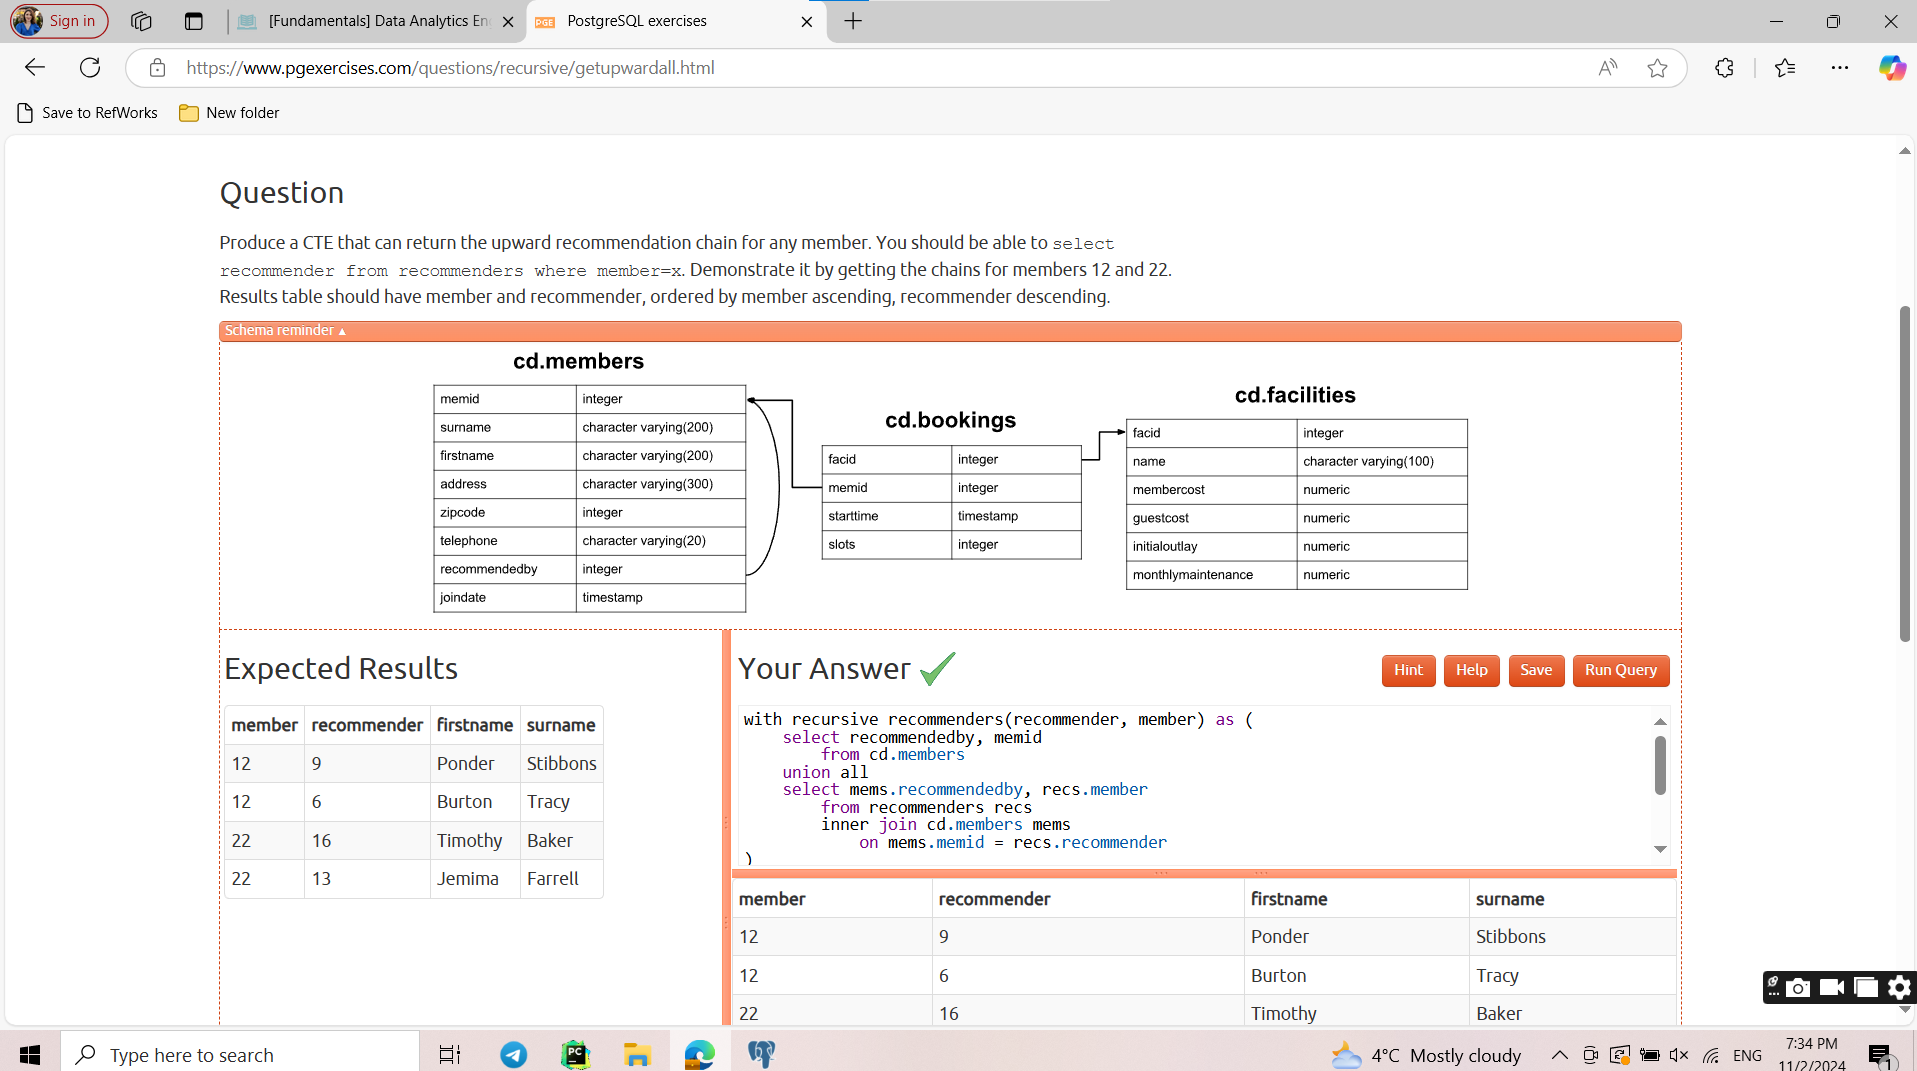 Sign in
[Fundamentals] Data Analytics En
PGE
PostgreSQL exercises
https://www.pgexercises.com/questions/recursive/getupwardall.html
Save to RefWorks
New folder
Question
Produce a CTE that can return the upward recommendation chain for any member. You should be able to select
recommender from recommenders where member=x. Demonstrate it by getting the chains for members 12 and 22.
Results table should have member and recommender, ordered by member ascending, recommender descending.
Schema reminder ▲
cd.members
memid integer
surname character varying(200)
firstname character varying(200)
address character varying(300)
zipcode integer
telephone character varying(20)
recommendedby integer
joindate timestamp
cd.bookings
facid integer
memid integer
starttime timestamp
slots integer
cd.facilities
facid integer
name character varying(100)
membercost numeric
guestcost numeric
initialoutlay numeric
monthlymaintenance numeric
Expected Results
member recommender firstname surname
12 9 Ponder Stibbons
12 6 Burton Tracy
22 16 Timothy Baker
22 13 Jemima Farrell
Your Answer
Hint Help Save Run Query
with recursive recommenders(recommender, member) as (
select recommendedby, memid
from cd.members
union all
select mems.recommendedby, recs.member
from recommenders recs
inner join cd.members mems
on mems.memid = recs.recommender
)
member recommender firstname surname
12 9 Ponder Stibbons
12 6 Burton Tracy
22 16 Timothy Baker
Type here to search
PC
4°C Mostly cloudy
ENG
7:34 PM
11/2/2024
1